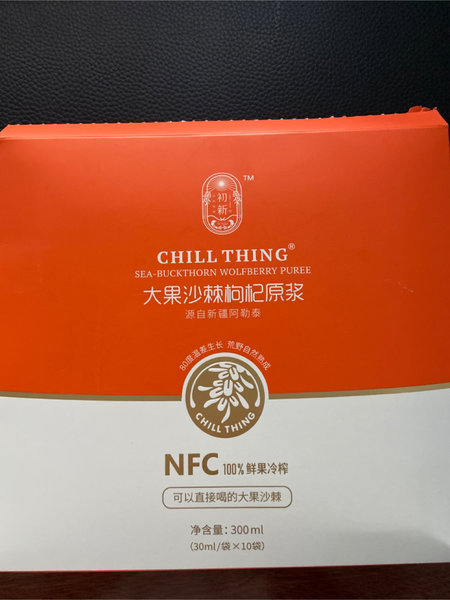 初新
TM
CHILL THING®
SEA-BUCKTHORN WOLFBERRY PUREE
大果沙棘枸杞原浆
源自新疆阿勒泰
80度温差生长 荒野自然熟成
CHILL THING
NFC 100%鲜果冷榨
可以直接喝的大果沙棘
净含量：300ml
（30ml/袋×10袋）